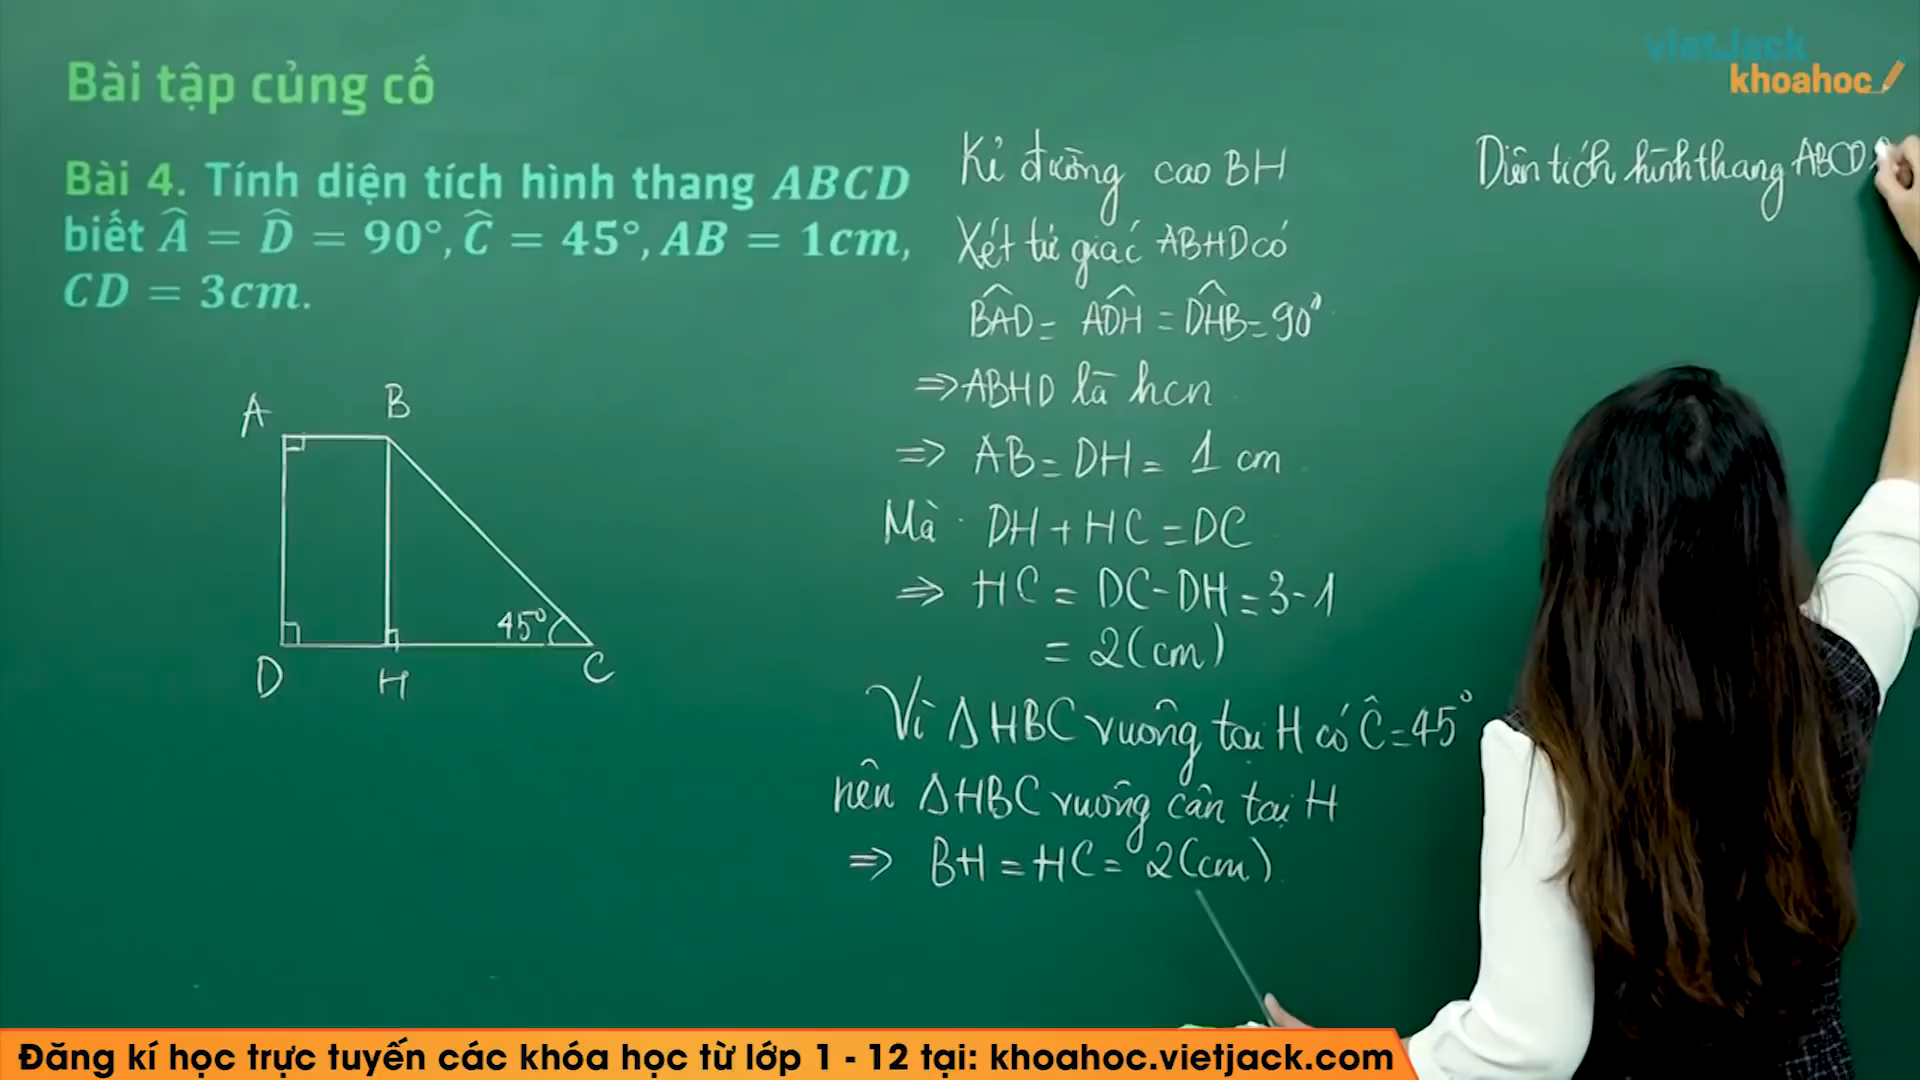 vietJack
khoahoc
Bài tập củng cố
Bài 4. Tính diện tích hình thang ABCD
biết Â = D̂ = 90°, Ĉ = 45°, AB = 1cm,
CD = 3cm.
A
B
45°
D
H
C
Kẻ đường cao BH
Xét tứ giác ABHD có
BAD = ADH = DHB = 90°
⇒ ABHD là hcn
⇒ AB = DH = 1 cm
Mà DH + HC = DC
⇒ HC = DC - DH = 3 - 1
= 2 (cm)
Vì ΔHBC vuông tại H có Ĉ = 45°
nên ΔHBC vuông cân tại H
⇒ BH = HC = 2 (cm)
Diện tích hình thang ABCD
Đăng kí học trực tuyến các khóa học từ lớp 1 - 12 tại: khoahoc.vietjack.com